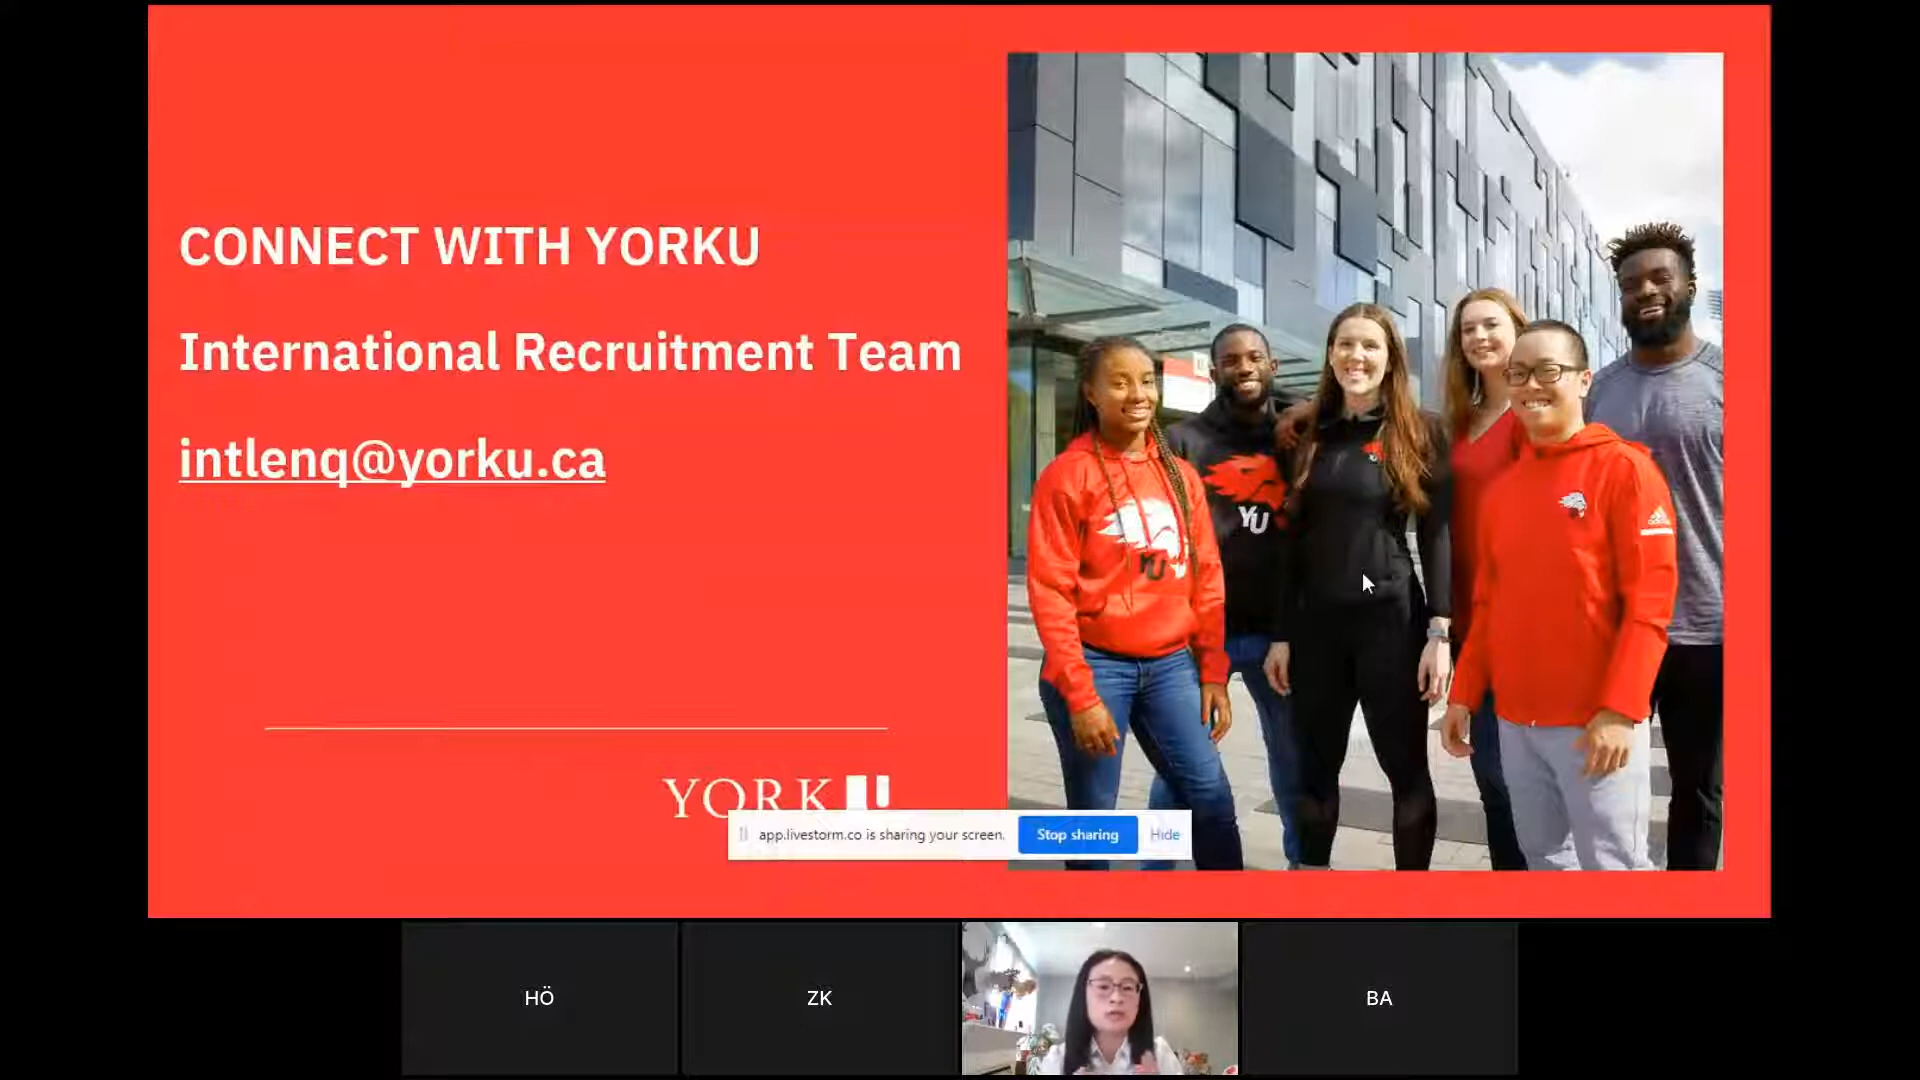 CONNECT WITH YORKU
International Recruitment Team
intlenq@yorku.ca
YORK U
YU
YU
adidas
app.livestorm.co is sharing your screen.
Stop sharing
Hide
HÖ
ZK
BA